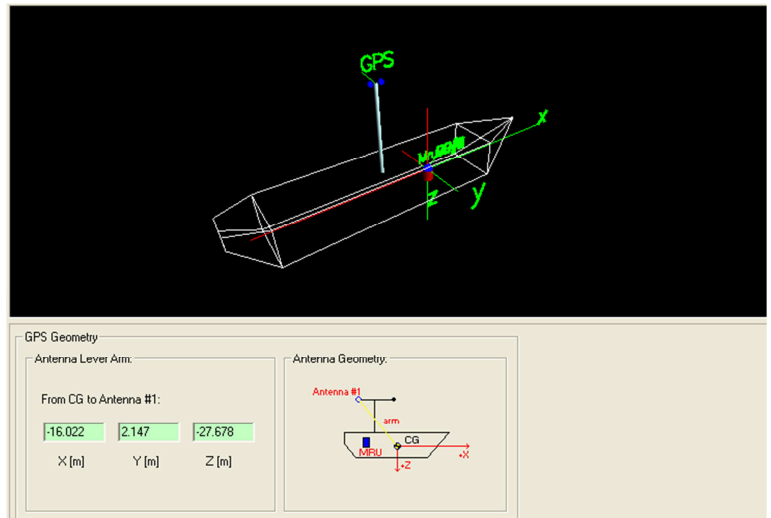 GPS
x
z
y
GPS Geometry
Antenna Lever Arm:
From CG to Antenna #1:
-16.022 2.147 -27.678
X [m] Y [m] Z [m]
Antenna Geometry:
Antenna #1
arm
CG
MRU
+X
+Z